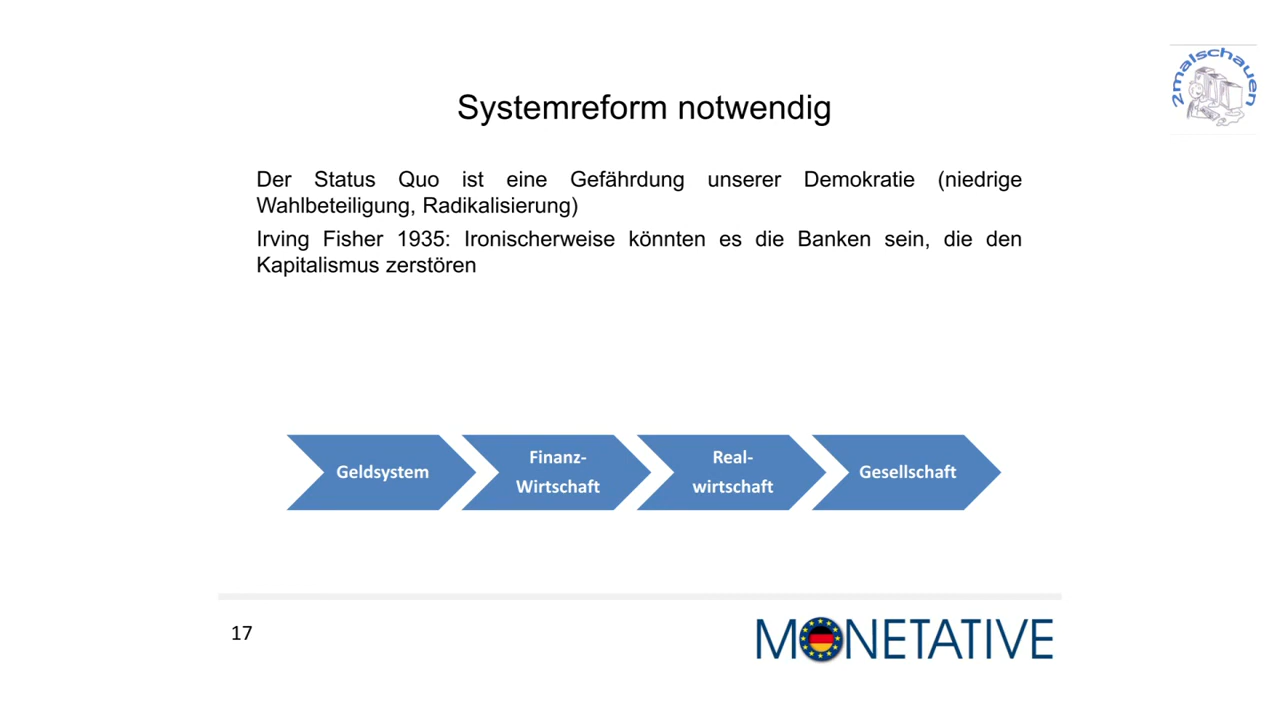 2malschauen
Systemreform notwendig
Der Status Quo ist eine Gefährdung unserer Demokratie (niedrige
Wahlbeteiligung, Radikalisierung)
Irving Fisher 1935: Ironischerweise könnten es die Banken sein, die den
Kapitalismus zerstören
Geldsystem
Finanz-
Wirtschaft
Real-
wirtschaft
Gesellschaft
17
MONETATIVE